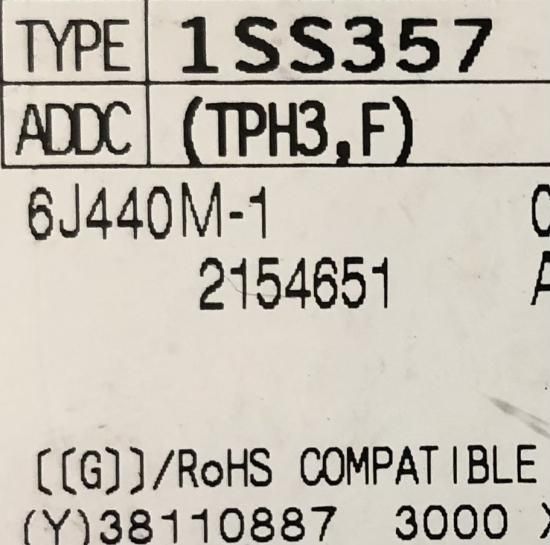 TYPE 1SS357
ADDC (TPH3,F)
6J440M-1
2154651
[[G]]/RoHS COMPATIBLE
(Y)38110887 3000